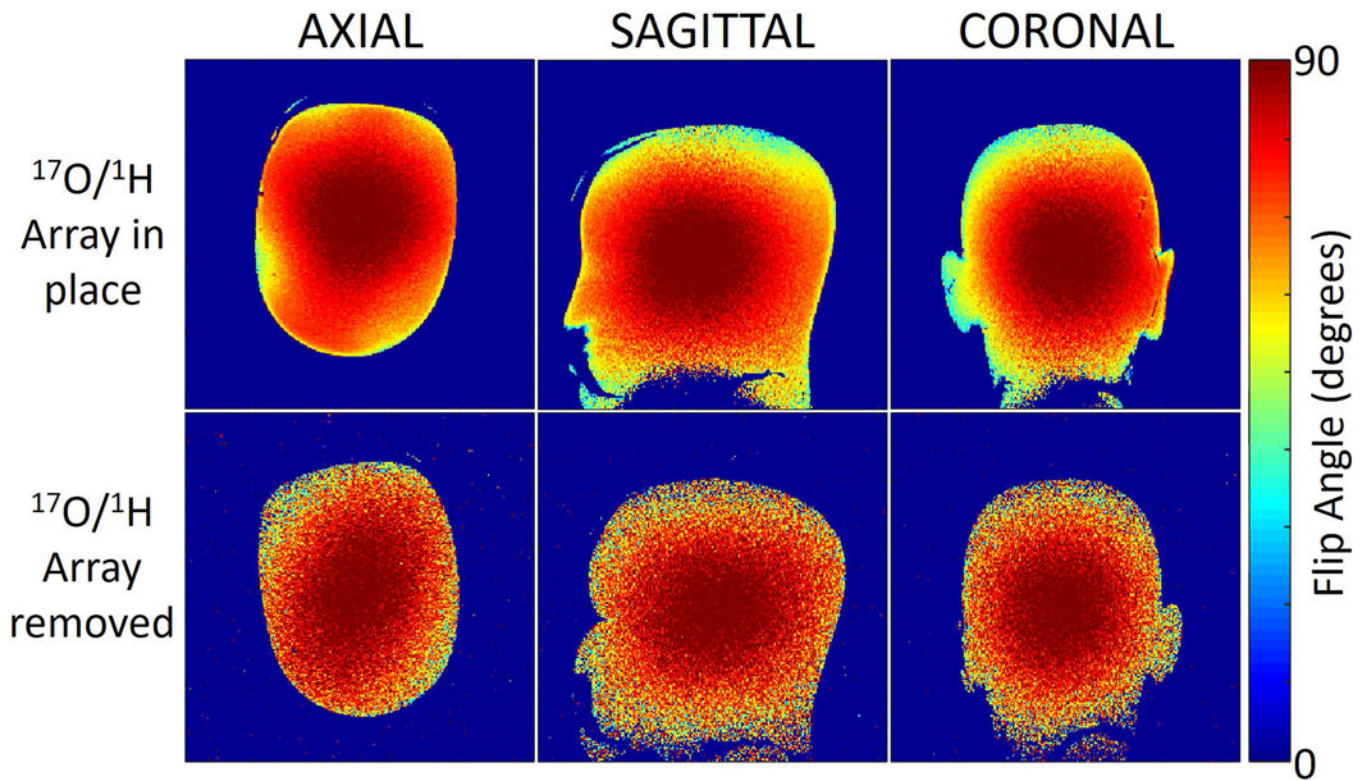 AXIAL
SAGITTAL
CORONAL
¹⁷O/¹H
Array in
place
¹⁷O/¹H
Array
removed
90
Flip Angle (degrees)
0